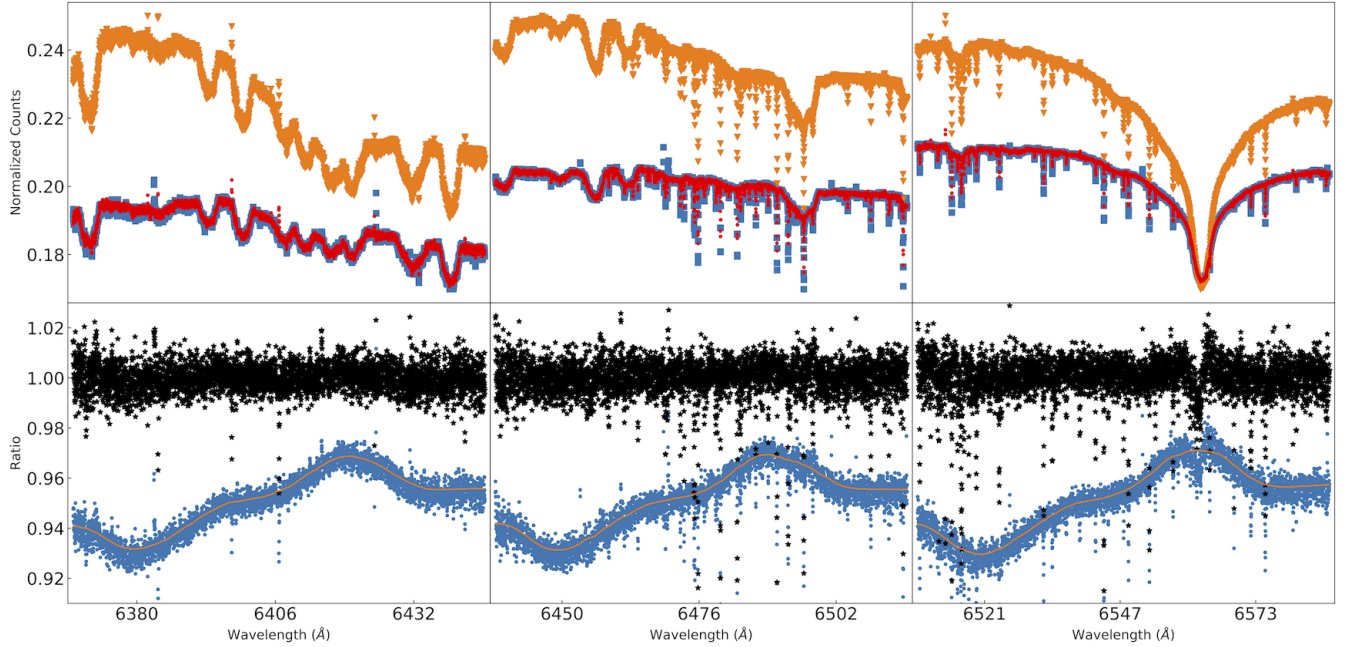 Normalized Counts
0.24
0.22
0.20
0.18
Ratio
1.02
1.00
0.98
0.96
0.94
0.92
6380 6406 6432 6450 6476 6502 6521 6547 6573
Wavelength (Å) Wavelength (Å) Wavelength (Å)